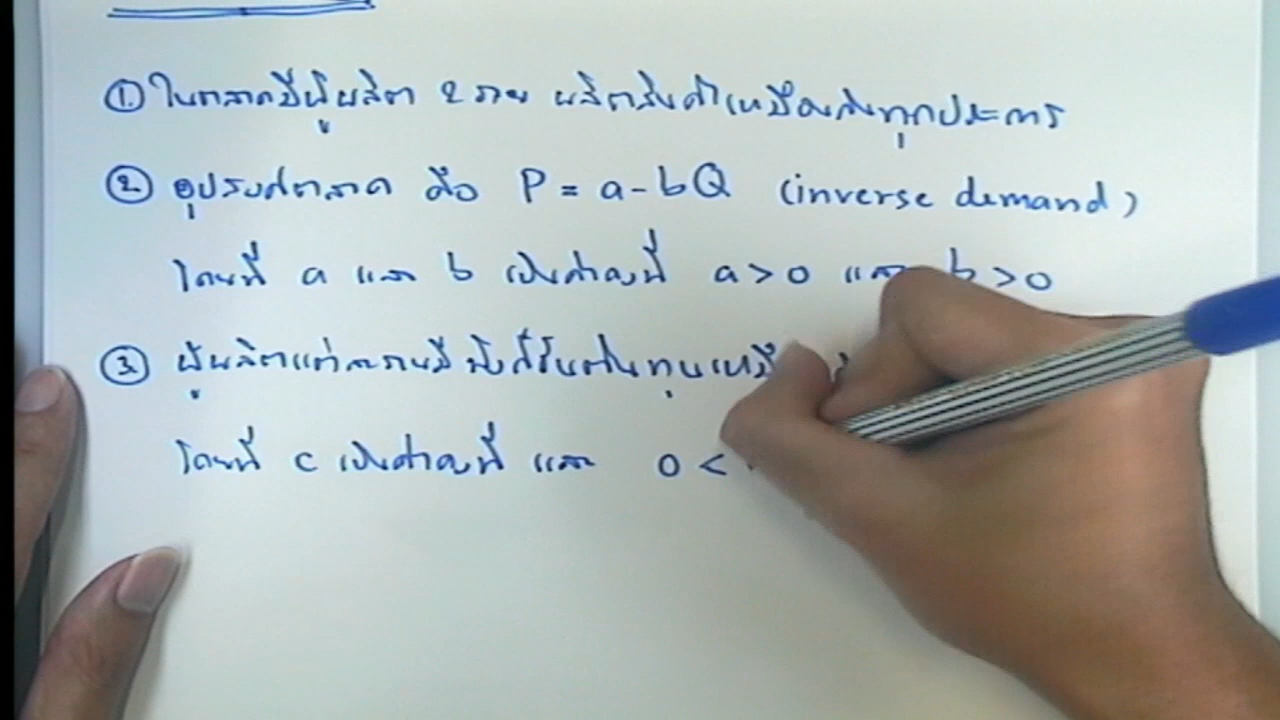 ① ในตลาดมีผู้ผลิต 2 ราย ผลิตสินค้าเหมือนกันทุกประการ
② อุปสงค์ตลาด คือ P = a - bQ (inverse demand)
โดยที่ a และ b เป็นค่าคงที่ a > 0 และ b > 0
③ ผู้ผลิตแต่ละรายมีฟังก์ชันต้นทุน
โดยที่ c เป็นค่าคงที่ และ 0 <